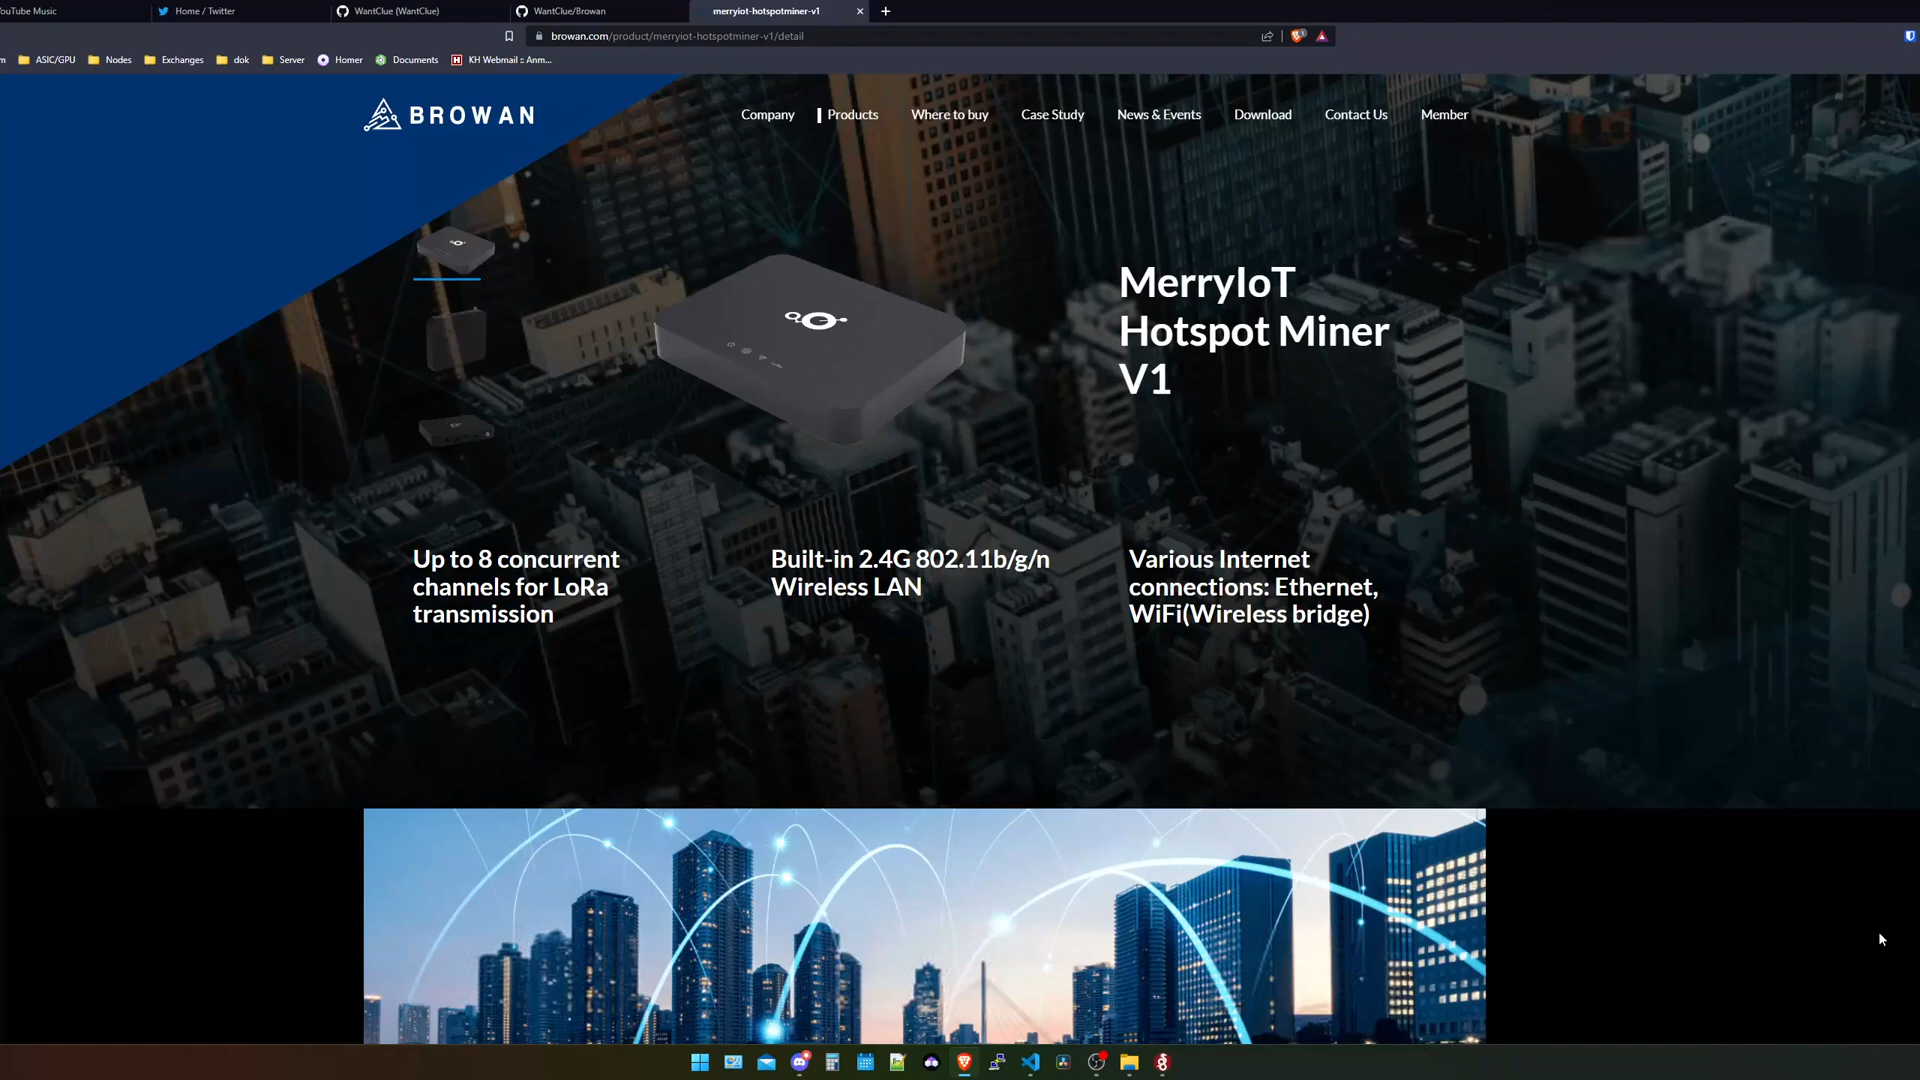 YouTube Music
Home / Twitter
WantClue (WantClue)
WantClue/Browan
merryiot-hotspotminer-v1
browan.com/product/merryiot-hotspotminer-v1/detail
ASIC/GPU
Nodes
Exchanges
dok
Server
Homer
Documents
KH Webmail :: Anm...
BROWAN
Company
Products
Where to buy
Case Study
News & Events
Download
Contact Us
Member
MerryIoT
Hotspot Miner
V1
Up to 8 concurrent
channels for LoRa
transmission
Built-in 2.4G 802.11b/g/n
Wireless LAN
Various Internet
connections: Ethernet,
WiFi(Wireless bridge)